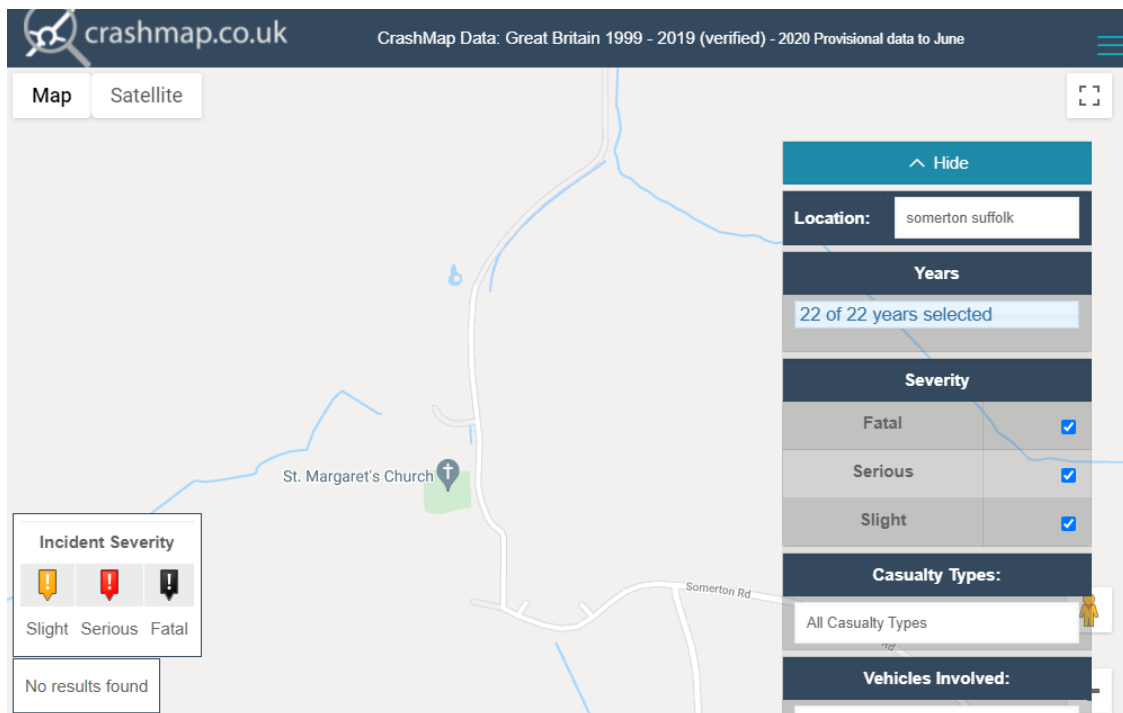 crashmap.co.uk
CrashMap Data: Great Britain 1999 - 2019 (verified) - 2020 Provisional data to June
Map Satellite
Hide
Location: somerton suffolk
Years
22 of 22 years selected
Severity
Fatal
Serious
St. Margaret's Church
Slight
Incident Severity
Slight Serious Fatal
No results found
Somerton Rd
Casualty Types:
All Casualty Types
Rd
Vehicles Involved: